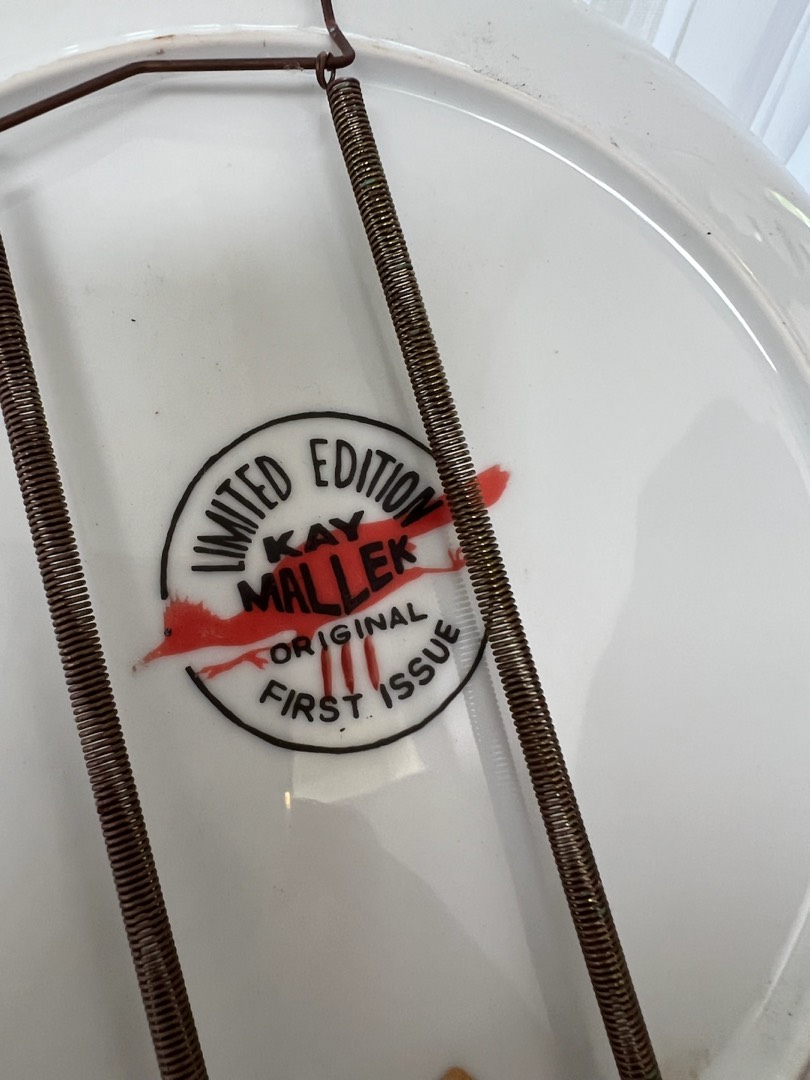 LIMITED EDITION
KAY
MALLEK
ORIGINAL
FIRST ISSUE